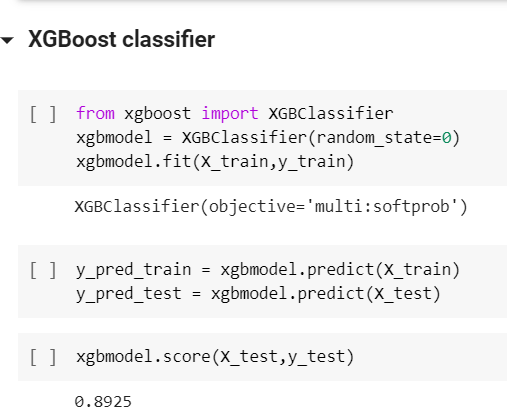 XGBoost classifier
[ ] from xgboost import XGBClassifier
xgbmodel = XGBClassifier(random_state=0)
xgbmodel.fit(X_train,y_train)
XGBClassifier(objective='multi:softprob')
[ ] y_pred_train = xgbmodel.predict(X_train)
y_pred_test = xgbmodel.predict(X_test)
[ ] xgbmodel.score(X_test,y_test)
0.8925